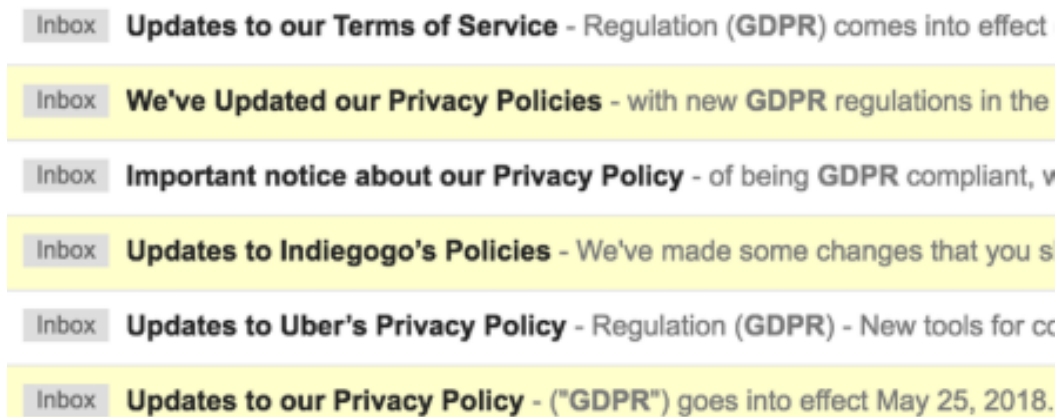 Inbox Updates to our Terms of Service - Regulation (GDPR) comes into effect
Inbox We've Updated our Privacy Policies - with new GDPR regulations in the
Inbox Important notice about our Privacy Policy - of being GDPR compliant,
Inbox Updates to Indiegogo's Policies - We've made some changes that you
Inbox Updates to Uber's Privacy Policy - Regulation (GDPR) - New tools for
Inbox Updates to our Privacy Policy - ("GDPR") goes into effect May 25, 2018.